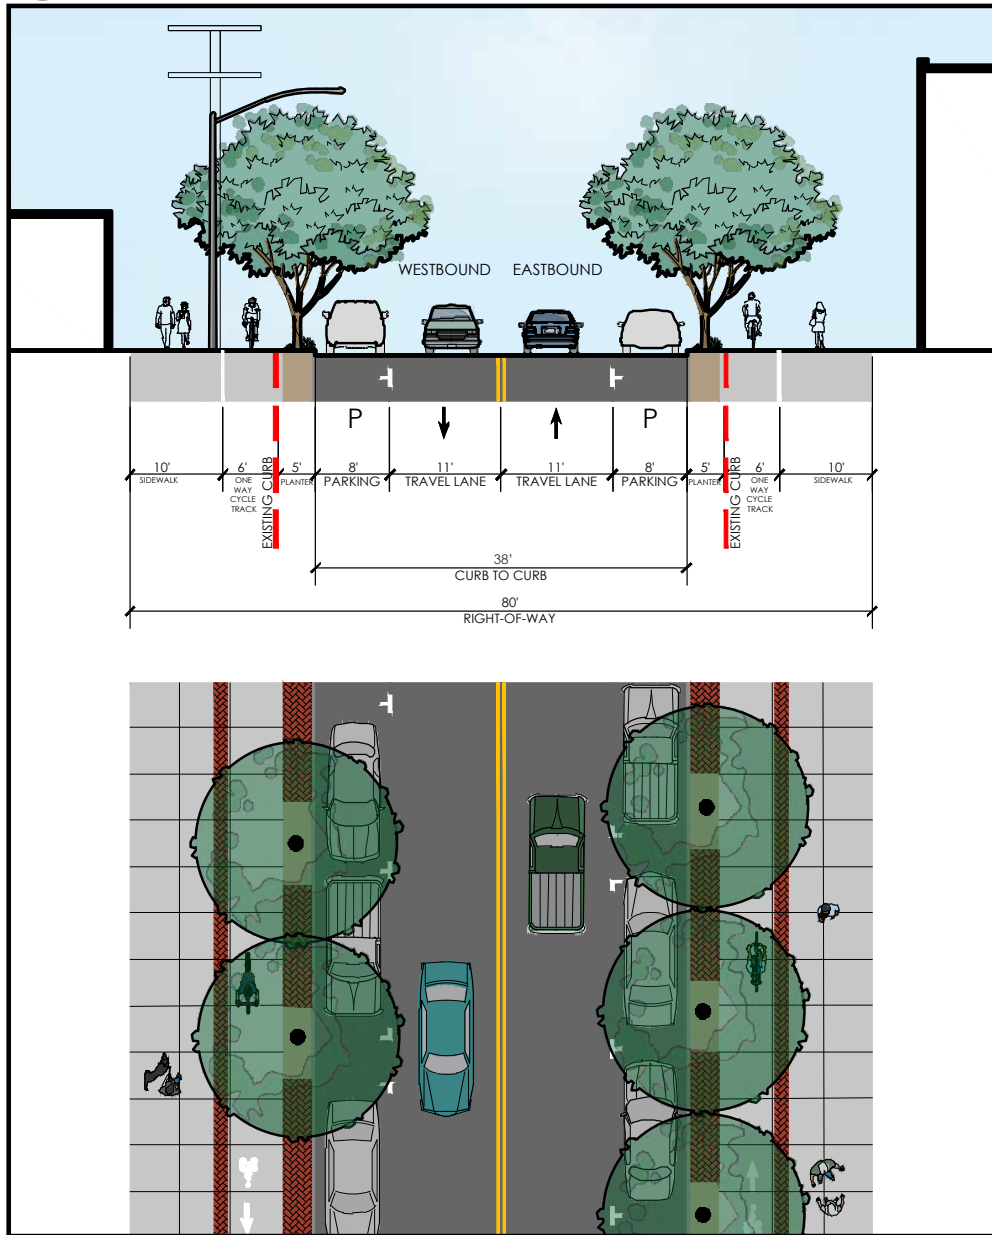 WESTBOUND EASTBOUND
P P
10' 6' 5' 8' 11' 11' 8' 5' 6' 10'
SIDEWALK ONE WAY CYCLE TRACK PLANTER PARKING TRAVEL LANE TRAVEL LANE PARKING PLANTER ONE WAY CYCLE TRACK SIDEWALK
EXISTING CURB EXISTING CURB
38'
CURB TO CURB
80'
RIGHT-OF-WAY